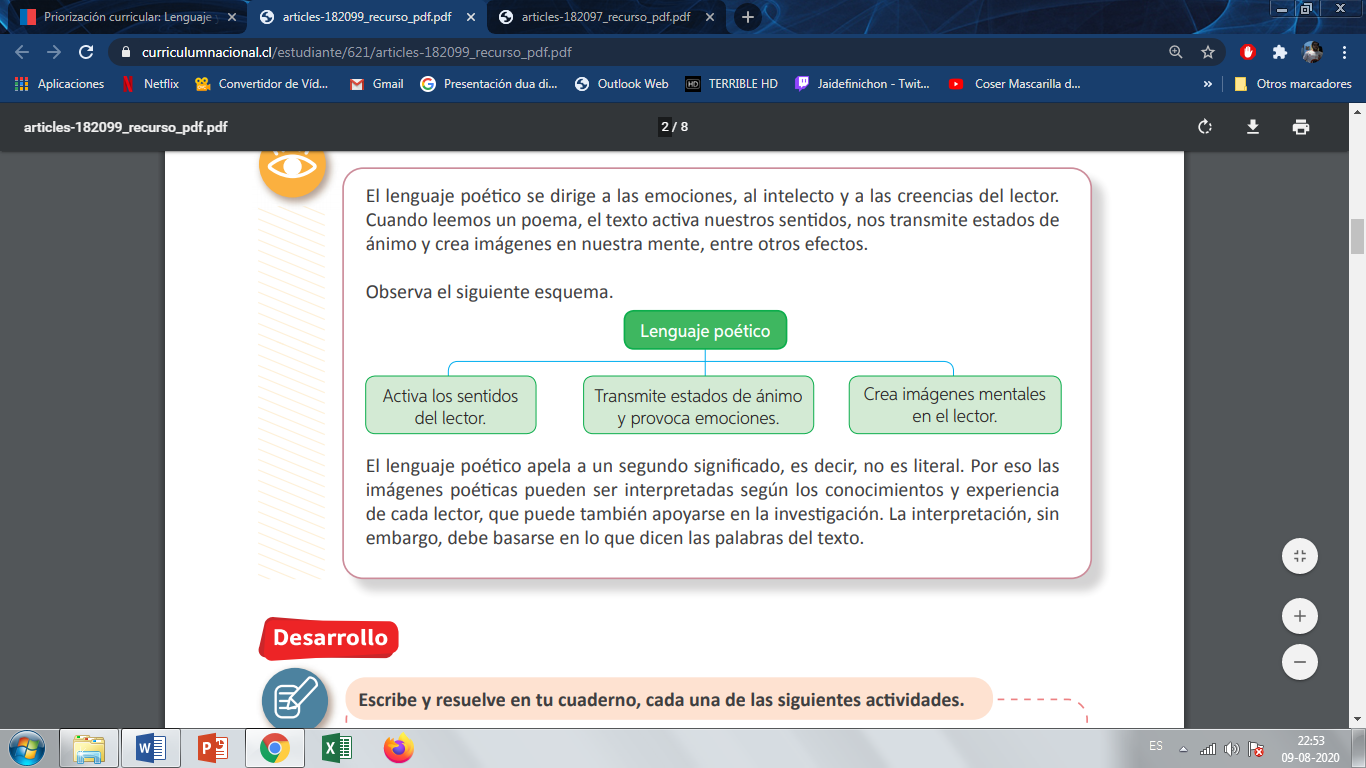 Priorización curricular: Lenguaje
articles-182099_recurso_pdf.pdf
articles-182097_recurso_pdf.pdf
curriculumnacional.cl/estudiante/621/articles-182099_recurso_pdf.pdf
Aplicaciones
Netflix
Convertidor de Víd...
Gmail
Presentación dua di...
Outlook Web
HD
TERRIBLE HD
Jaidefinichon - Twit...
Coser Mascarilla d...
»
Otros marcadores
articles-182099_recurso_pdf.pdf
2 / 8
El lenguaje poético se dirige a las emociones, al intelecto y a las creencias del lector.
Cuando leemos un poema, el texto activa nuestros sentidos, nos transmite estados de
ánimo y crea imágenes en nuestra mente, entre otros efectos.
Observa el siguiente esquema.
Lenguaje poético
Activa los sentidos
del lector.
Transmite estados de ánimo
y provoca emociones.
Crea imágenes mentales
en el lector.
El lenguaje poético apela a un segundo significado, es decir, no es literal. Por eso las
imágenes poéticas pueden ser interpretadas según los conocimientos y experiencia
de cada lector, que puede también apoyarse en la investigación. La interpretación, sin
embargo, debe basarse en lo que dicen las palabras del texto.
Desarrollo
Escribe y resuelve en tu cuaderno, cada una de las siguientes actividades.
ES
22:53
09-08-2020